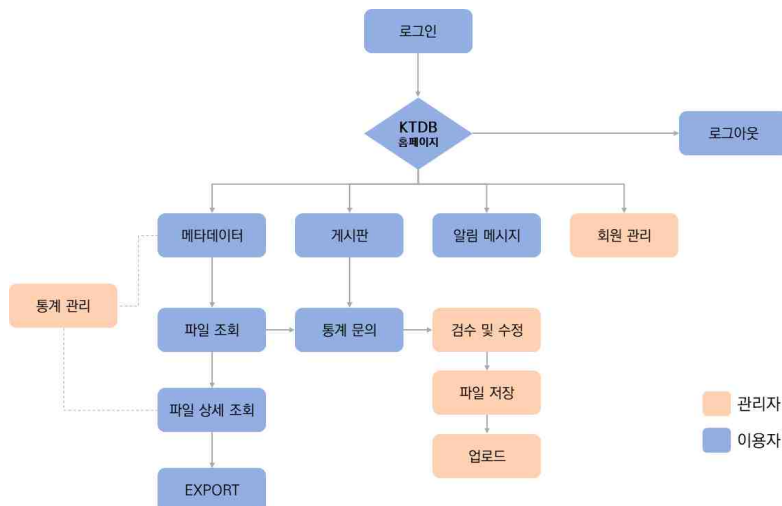 로그인
KTDB
홈페이지
로그아웃
메타데이터
게시판
알림 메시지
회원 관리
통계 관리
파일 조회
통계 문의
검수 및 수정
파일 상세 조회
파일 저장
관리자
이용자
업로드
EXPORT